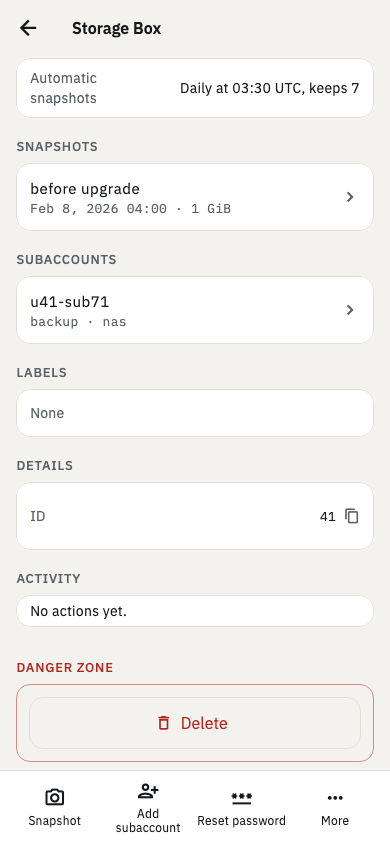 Storage Box
Automatic
snapshots
Daily at 03:30 UTC, keeps 7
SNAPSHOTS
before upgrade
Feb 8, 2026 04:00 · 1 GiB
SUBACCOUNTS
u41-sub71
backup · nas
LABELS
None
DETAILS
ID
41
ACTIVITY
No actions yet.
DANGER ZONE
Delete
Snapshot
Add
subaccount
Reset password
More